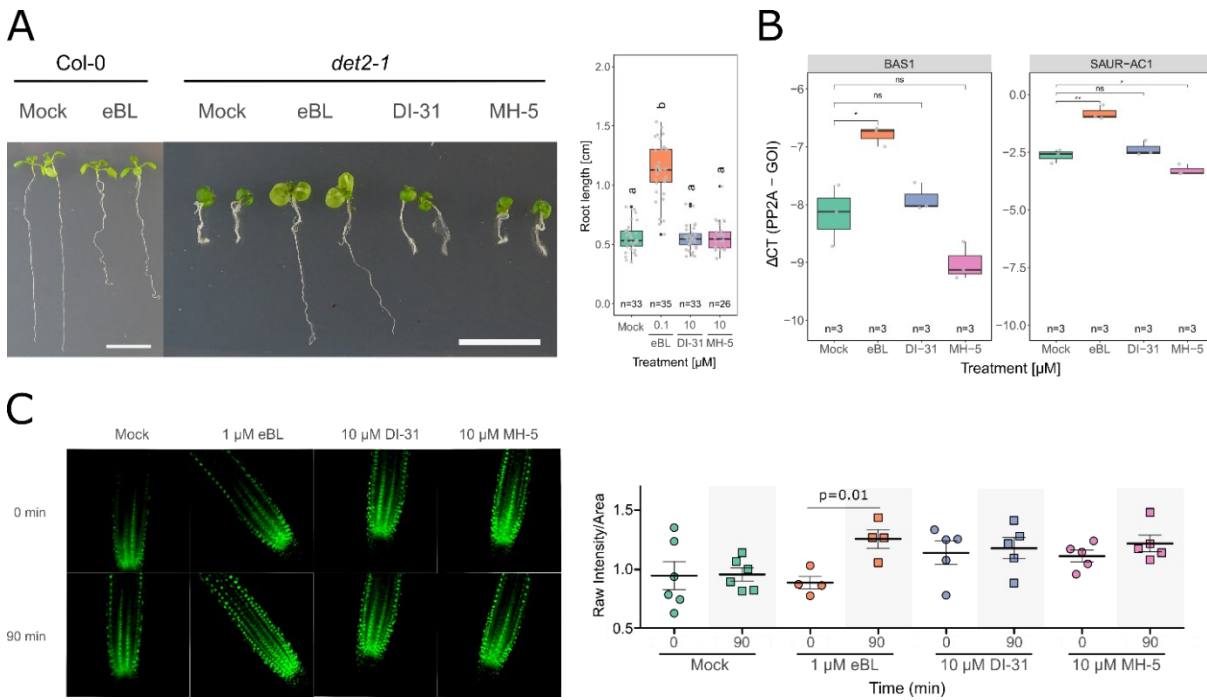 A
Col-0
det2-1
Mock
eBL
Mock
eBL
DI-31
MH-5
2.0
1.5
1.0
0.5
0.0
Root length [cm]
a
b
a
a
n=33
n=35
n=33
n=26
Mock
0.1
10
10
eBL
DI-31
MH-5
Treatment [µM]
B
BAS1
SAUR−AC1
ns
ns
*
*
ns
**
−6
−7
−8
−9
−10
0.0
−2.5
−5.0
−7.5
−10.0
ΔCT (PP2A − GOI)
n=3
n=3
n=3
n=3
n=3
n=3
n=3
n=3
Mock
eBL
DI−31
MH−5
Mock
eBL
DI−31
MH−5
Treatment [µM]
C
Mock
1 µM eBL
10 µM DI-31
10 µM MH-5
0 min
90 min
1.5
1.0
0.5
Raw Intensity/Area
p=0.01
0
90
0
90
0
90
0
90
Mock
1 µM eBL
10 µM DI-31
10 µM MH-5
Time (min)